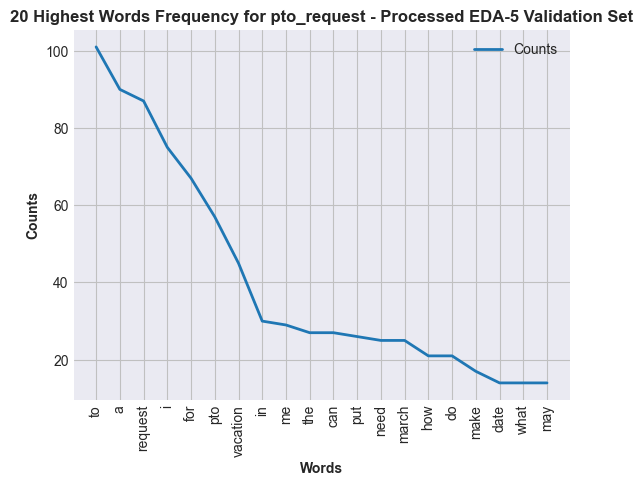 20 Highest Words Frequency for pto_request - Processed EDA-5 Validation Set
Counts
100
80
60
40
20
Counts
to
a
request
i
for
pto
vacation
in
me
the
can
put
need
march
how
do
make
date
what
may
Words